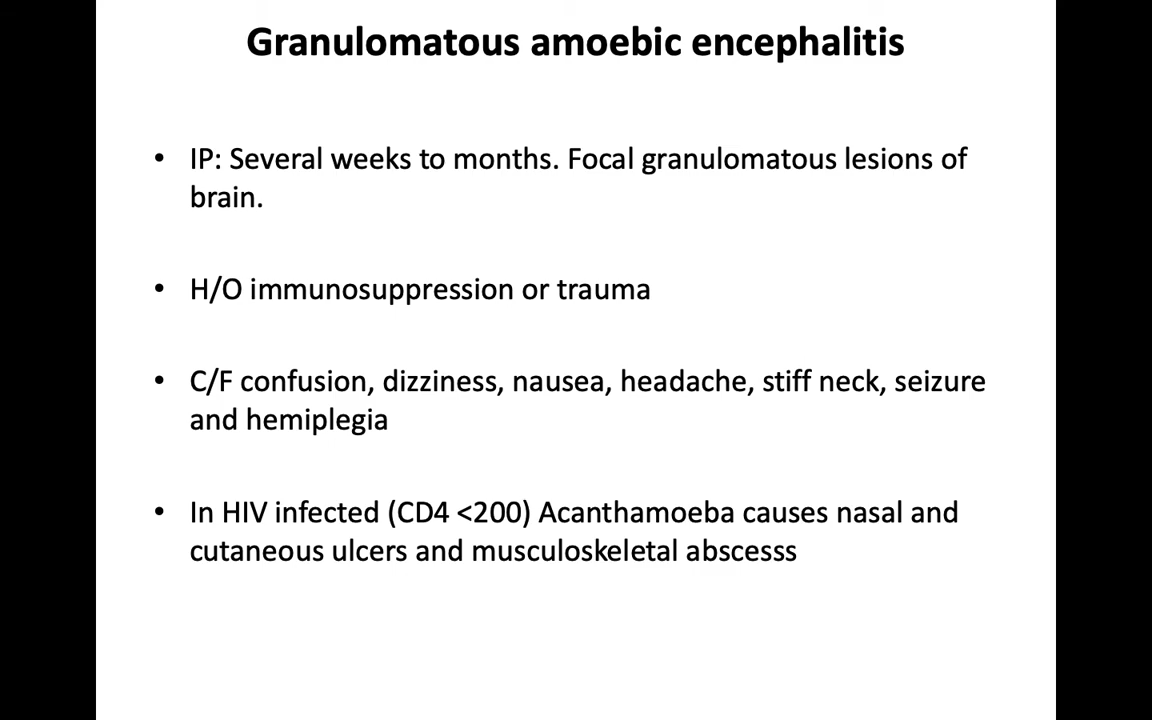 Granulomatous amoebic encephalitis
• IP: Several weeks to months. Focal granulomatous lesions of
brain.
• H/O immunosuppression or trauma
• C/F confusion, dizziness, nausea, headache, stiff neck, seizure
and hemiplegia
• In HIV infected (CD4 <200) Acanthamoeba causes nasal and
cutaneous ulcers and musculoskeletal abscesss